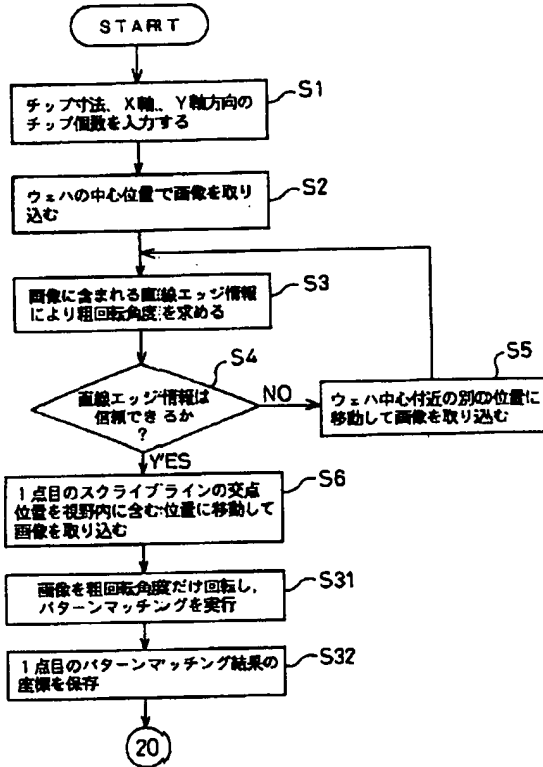 START
S1
チップ寸法、X軸、Y軸方向の
チップ個数を入力する
S2
ウェハの中心位置で画像を取り
込む
S3
画像に含まれる直線エッジ情報
により粗回転角度を求める
S4
直線エッジ情報は
信頼できるか
?
NO
S5
ウェハ中心付近の別の位置に
移動して画像を取り込む
YES
S6
1点目のスクライブラインの交点
位置を視野内に含む位置に移動して
画像を取り込む
S31
画像を粗回転角度だけ回転し、
パターンマッチングを実行
S32
1点目のパターンマッチング結果の
座標を保存
20